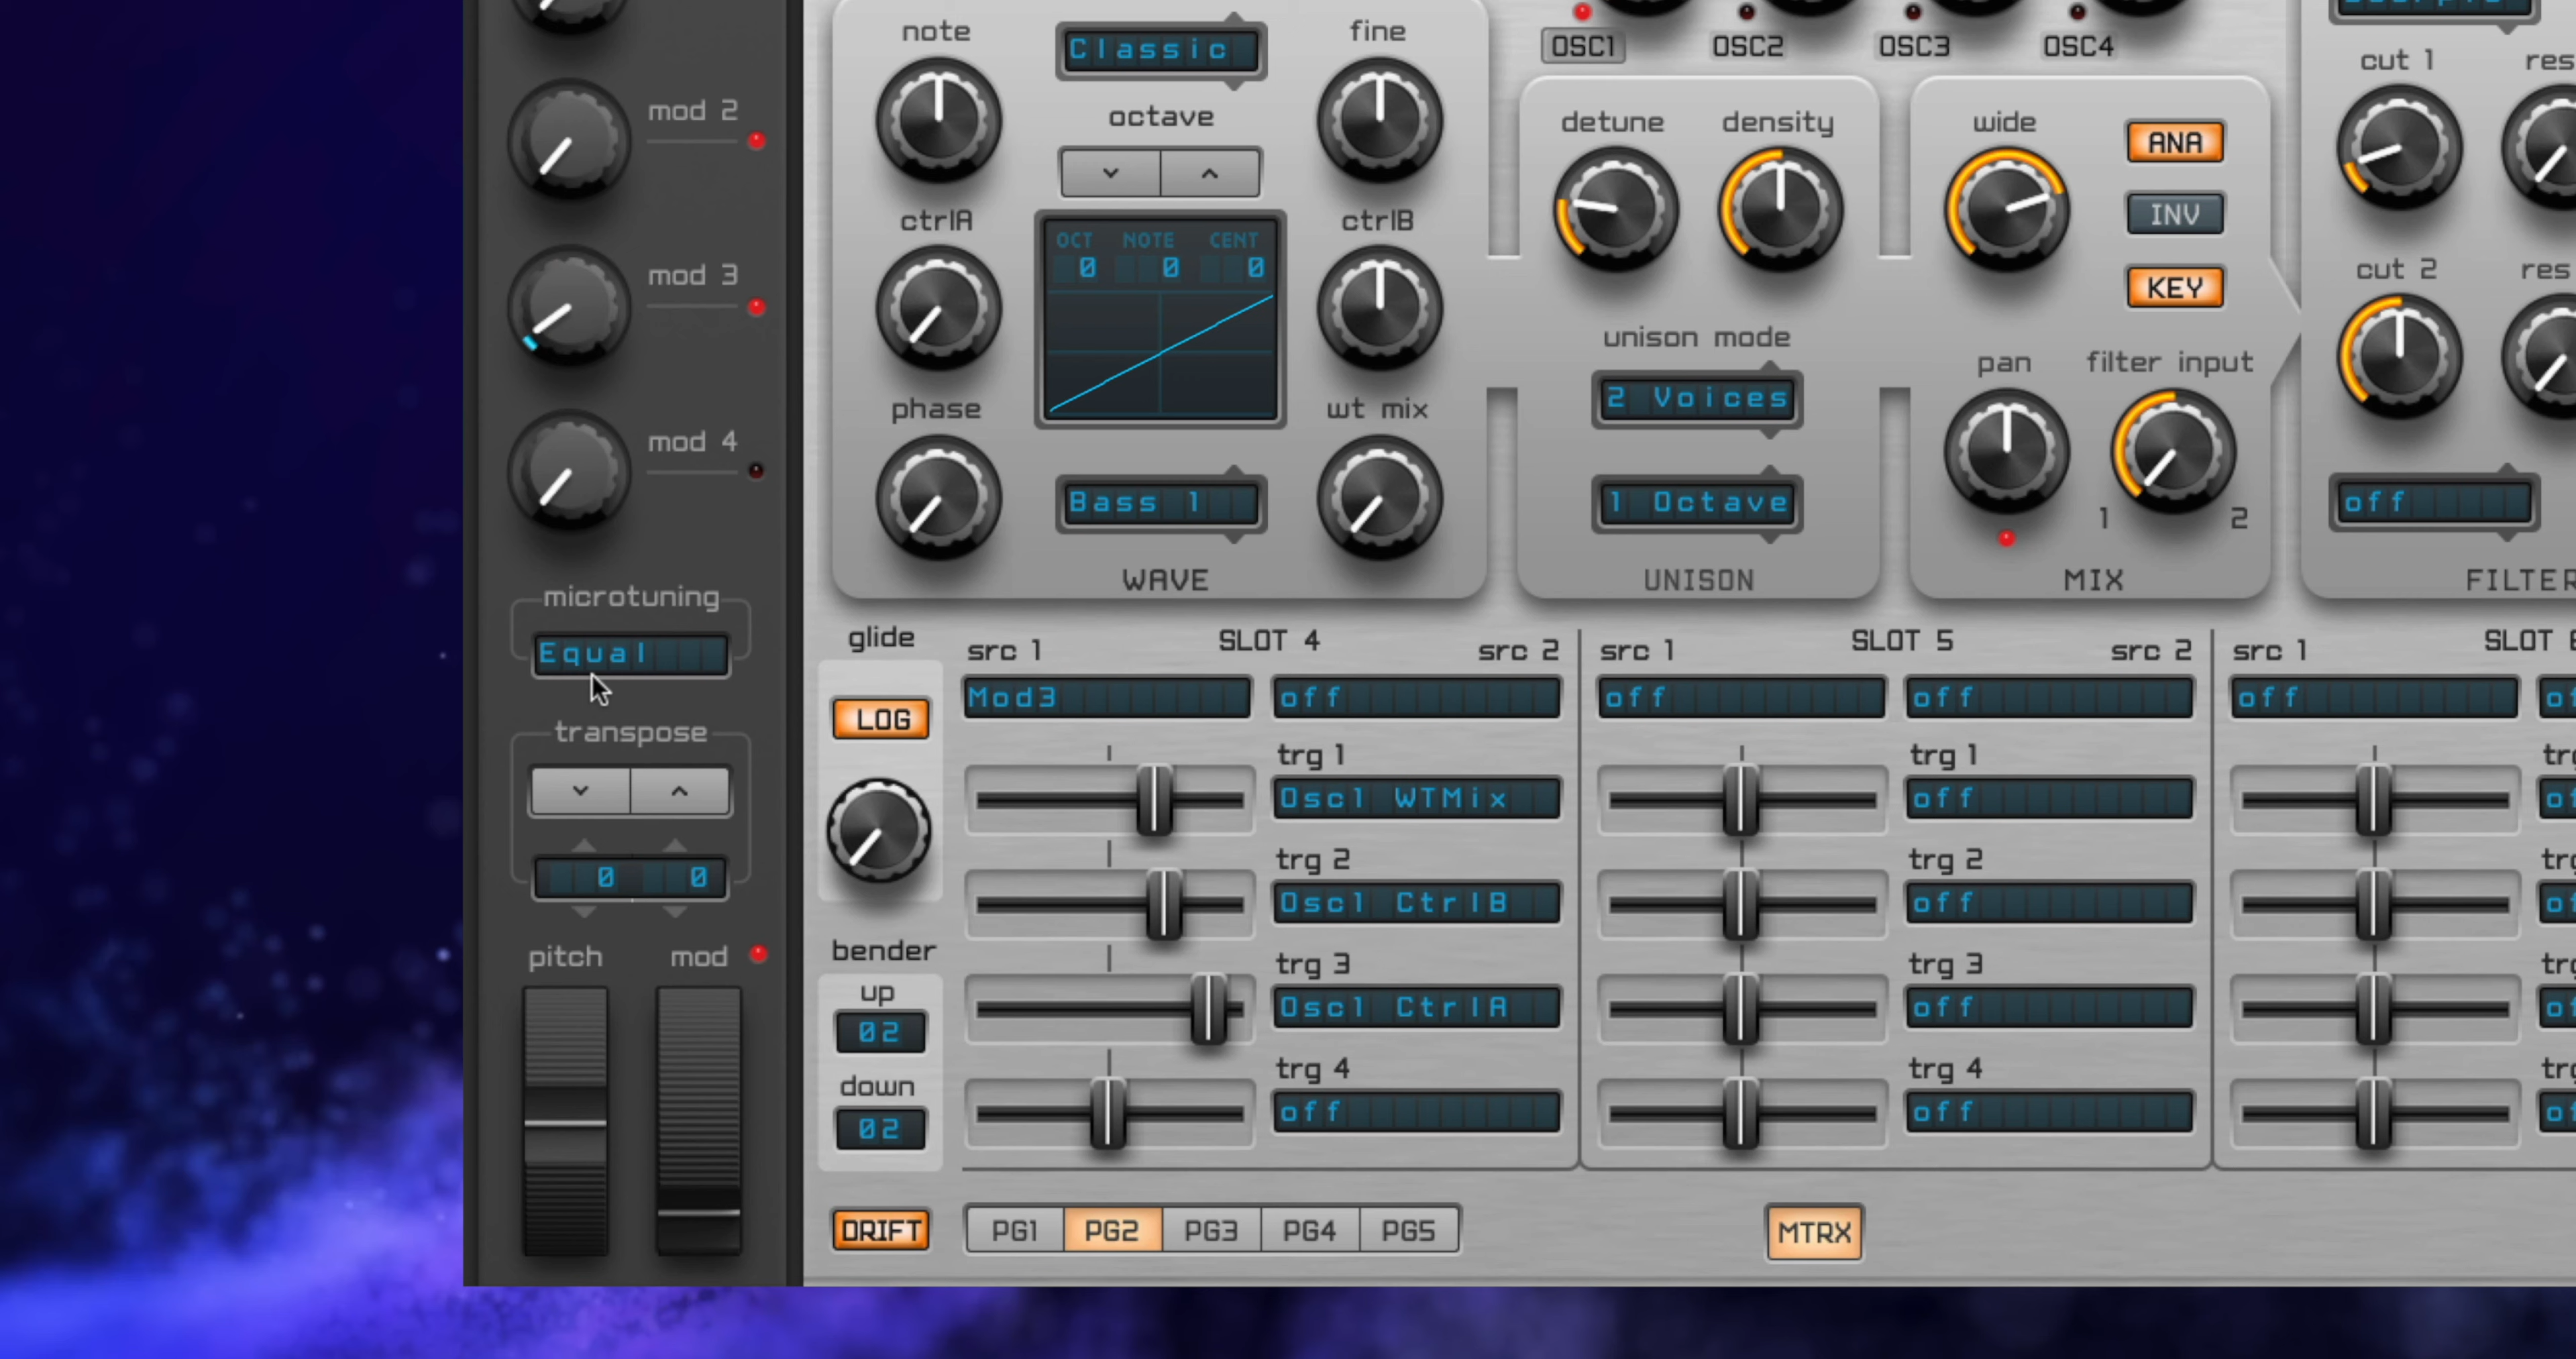 note
Classic
fine
OSC1
OSC2
OSC3
OSC4
cut 1
res
mod 2
octave
detune
density
wide
ANA
INV
KEY
ctrlA
OCT NOTE CENT
0 0 0
ctrlB
cut 2
res
mod 3
unison mode
2 Voices
1 Octave
pan
filter input
1
2
phase
wt mix
mod 4
Bass 1
off
WAVE
UNISON
MIX
FILTER
microtuning
Equal
transpose
0 0
pitch
mod
glide
LOG
bender
up
02
down
02
DRIFT
src 1
SLOT 4
src 2
Mod3
off
trg 1
Osc1 WTMix
trg 2
Osc1 CtrlB
trg 3
Osc1 CtrlA
trg 4
off
src 1
SLOT 5
src 2
off
off
trg 1
off
trg 2
off
trg 3
off
trg 4
off
src 1
SLOT
off
PG1
PG2
PG3
PG4
PG5
MTRX